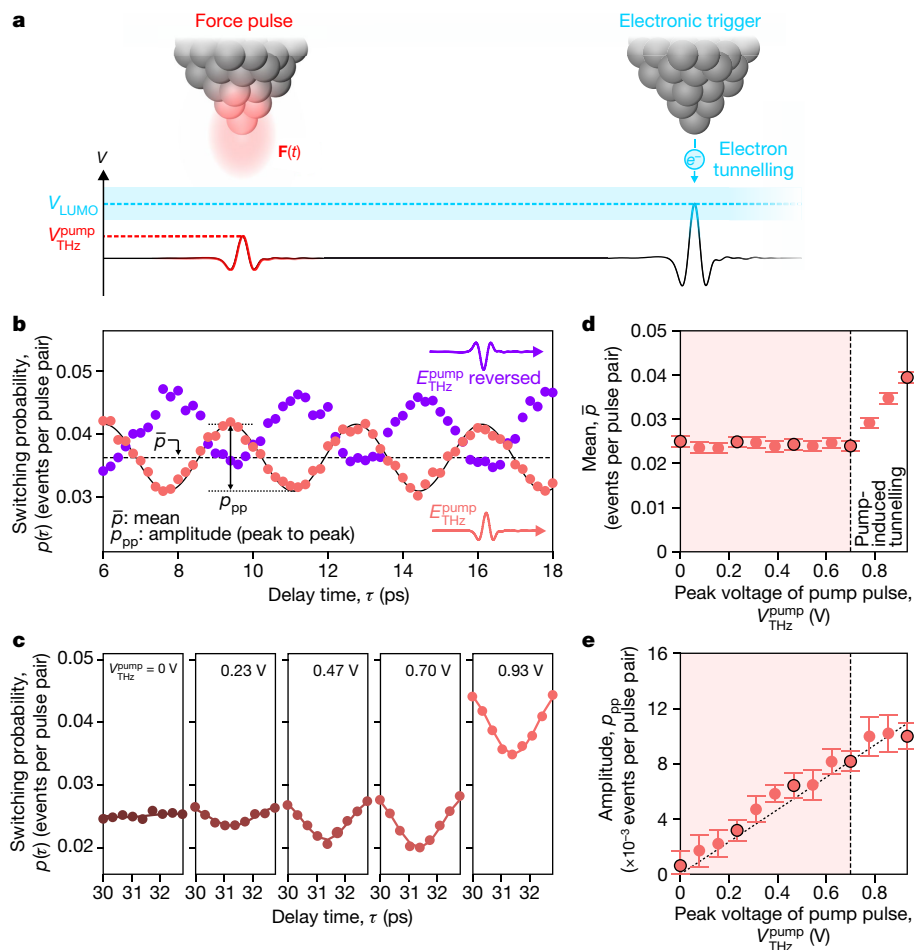 a
Force pulse
Electronic trigger
F(t)
e−
Electron
tunnelling
V
V_LUMO
V_THz^pump
b
Switching probability,
p(τ) (events per pulse pair)
0.05
0.04
0.03
E_THz^pump reversed
p̄
p_pp
p̄: mean
p_pp: amplitude (peak to peak)
E_THz^pump
6 8 10 12 14 16 18
Delay time, τ (ps)
c
Switching probability,
p(τ) (events per pulse pair)
0.05
0.04
0.03
0.02
V_THz^pump = 0 V
0.23 V
0.47 V
0.70 V
0.93 V
30 31 32 30 31 32 30 31 32 30 31 32 30 31 32
Delay time, τ (ps)
d
Mean, p̄
(events per pulse pair)
0.05
0.04
0.03
0.02
0.01
0
Pump-
induced
tunnelling
0 0.2 0.4 0.6 0.8
Peak voltage of pump pulse,
V_THz^pump (V)
e
Amplitude, p_pp
(×10⁻³ events per pulse pair)
16
12
8
4
0
0 0.2 0.4 0.6 0.8
Peak voltage of pump pulse,
V_THz^pump (V)